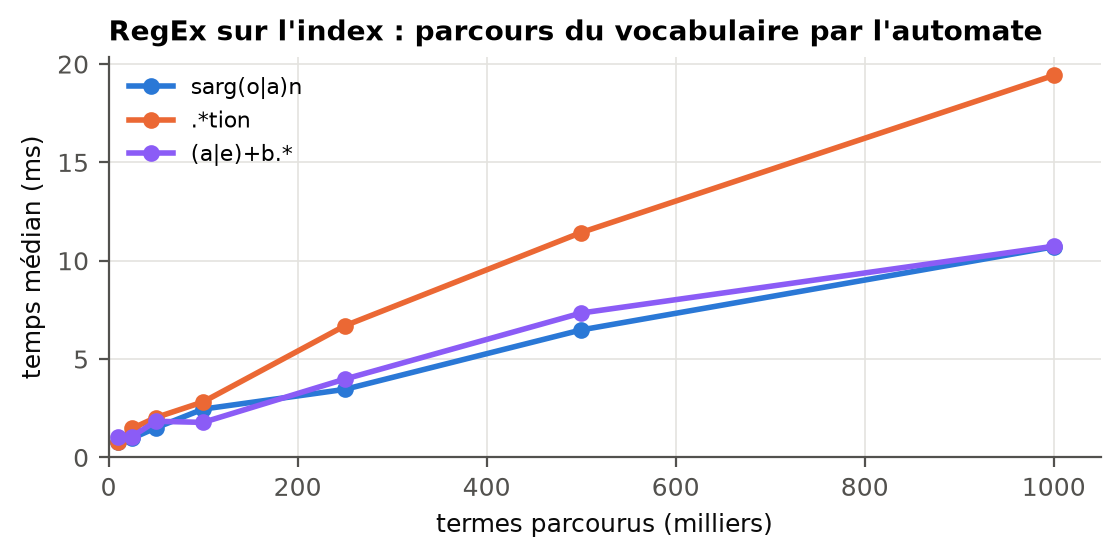 RegEx sur l'index : parcours du vocabulaire par l'automate
temps médian (ms)
20
15
10
5
0
sarg(o|a)n
.*tion
(a|e)+b.*
0 200 400 600 800 1000
termes parcourus (milliers)